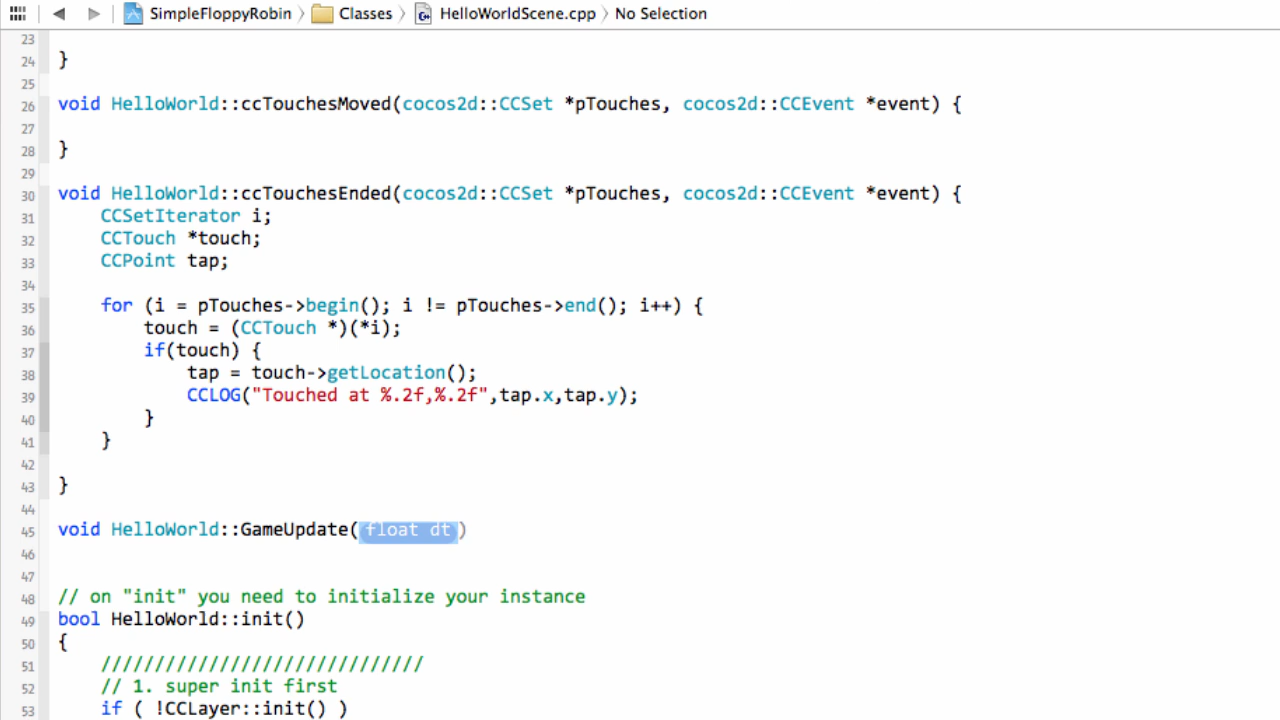 SimpleFloppyRobin 〉 Classes 〉 HelloWorldScene.cpp 〉 No Selection
23
24 }
25
26 void HelloWorld::ccTouchesMoved(cocos2d::CCSet *pTouches, cocos2d::CCEvent *event) {
27
28 }
29
30 void HelloWorld::ccTouchesEnded(cocos2d::CCSet *pTouches, cocos2d::CCEvent *event) {
31     CCSetIterator i;
32     CCTouch *touch;
33     CCPoint tap;
34
35     for (i = pTouches->begin(); i != pTouches->end(); i++) {
36         touch = (CCTouch *)(*i);
37         if(touch) {
38             tap = touch->getLocation();
39             CCLOG("Touched at %.2f,%.2f",tap.x,tap.y);
40         }
41     }
42
43 }
44
45 void HelloWorld::GameUpdate(float dt)
46
47
48 // on "init" you need to initialize your instance
49 bool HelloWorld::init()
50 {
51     //////////////////////////////
52     // 1. super init first
53     if ( !CCLayer::init() )